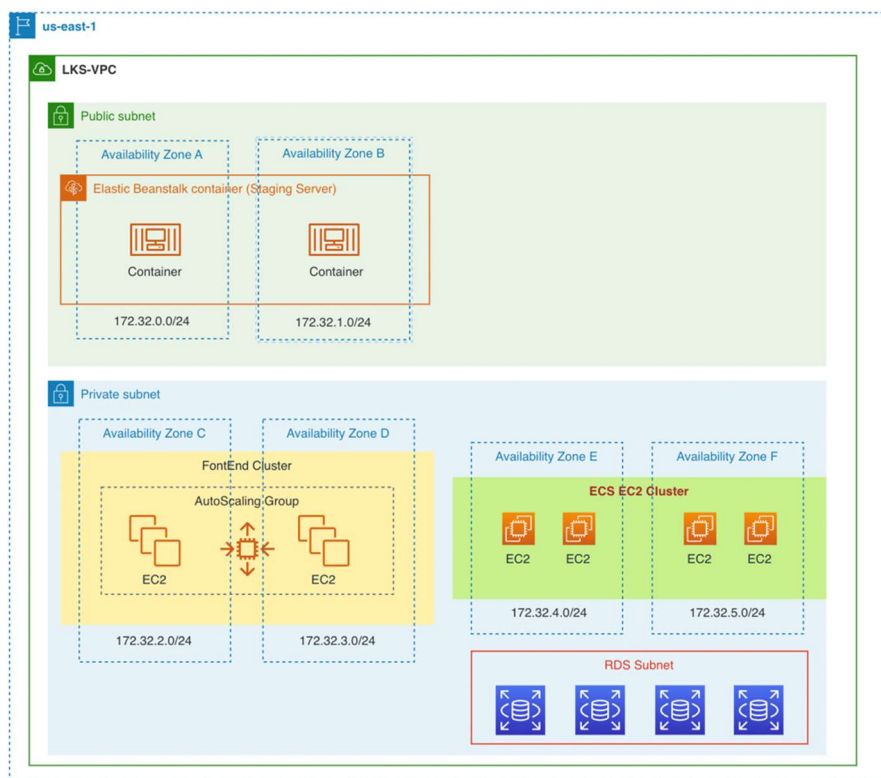 us-east-1
LKS-VPC
Public subnet
Availability Zone A
Availability Zone B
Elastic Beanstalk container (Staging Server)
Container
Container
172.32.0.0/24
172.32.1.0/24
Private subnet
Availability Zone C
Availability Zone D
FontEnd Cluster
AutoScaling Group
EC2
EC2
172.32.2.0/24
172.32.3.0/24
Availability Zone E
Availability Zone F
ECS EC2 Cluster
EC2
EC2
EC2
EC2
172.32.4.0/24
172.32.5.0/24
RDS Subnet